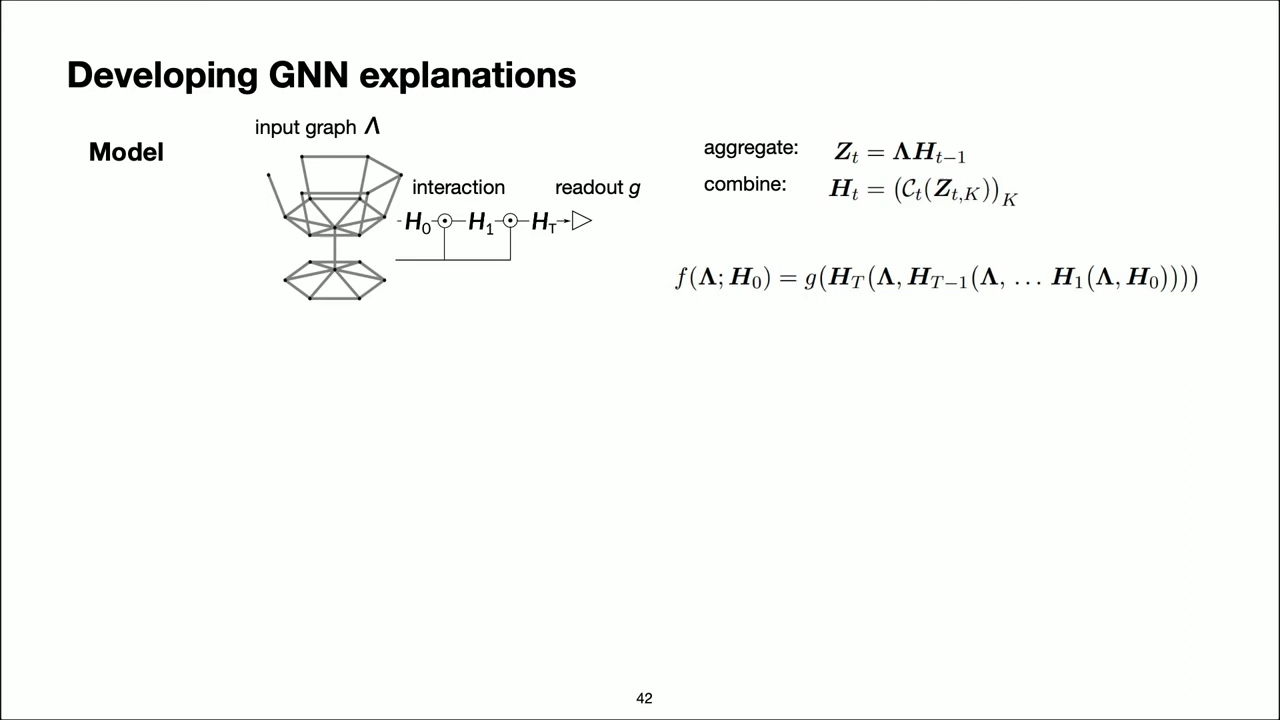 Developing GNN explanations
Model
input graph Λ
interaction
readout g
H₀ H₁ H_T
aggregate: Z_t = ΛH_{t−1}
combine: H_t = (𝒞_t(Z_{t,K}))_K
f(Λ; H₀) = g(H_T(Λ, H_{T−1}(Λ, … H₁(Λ, H₀))))
42